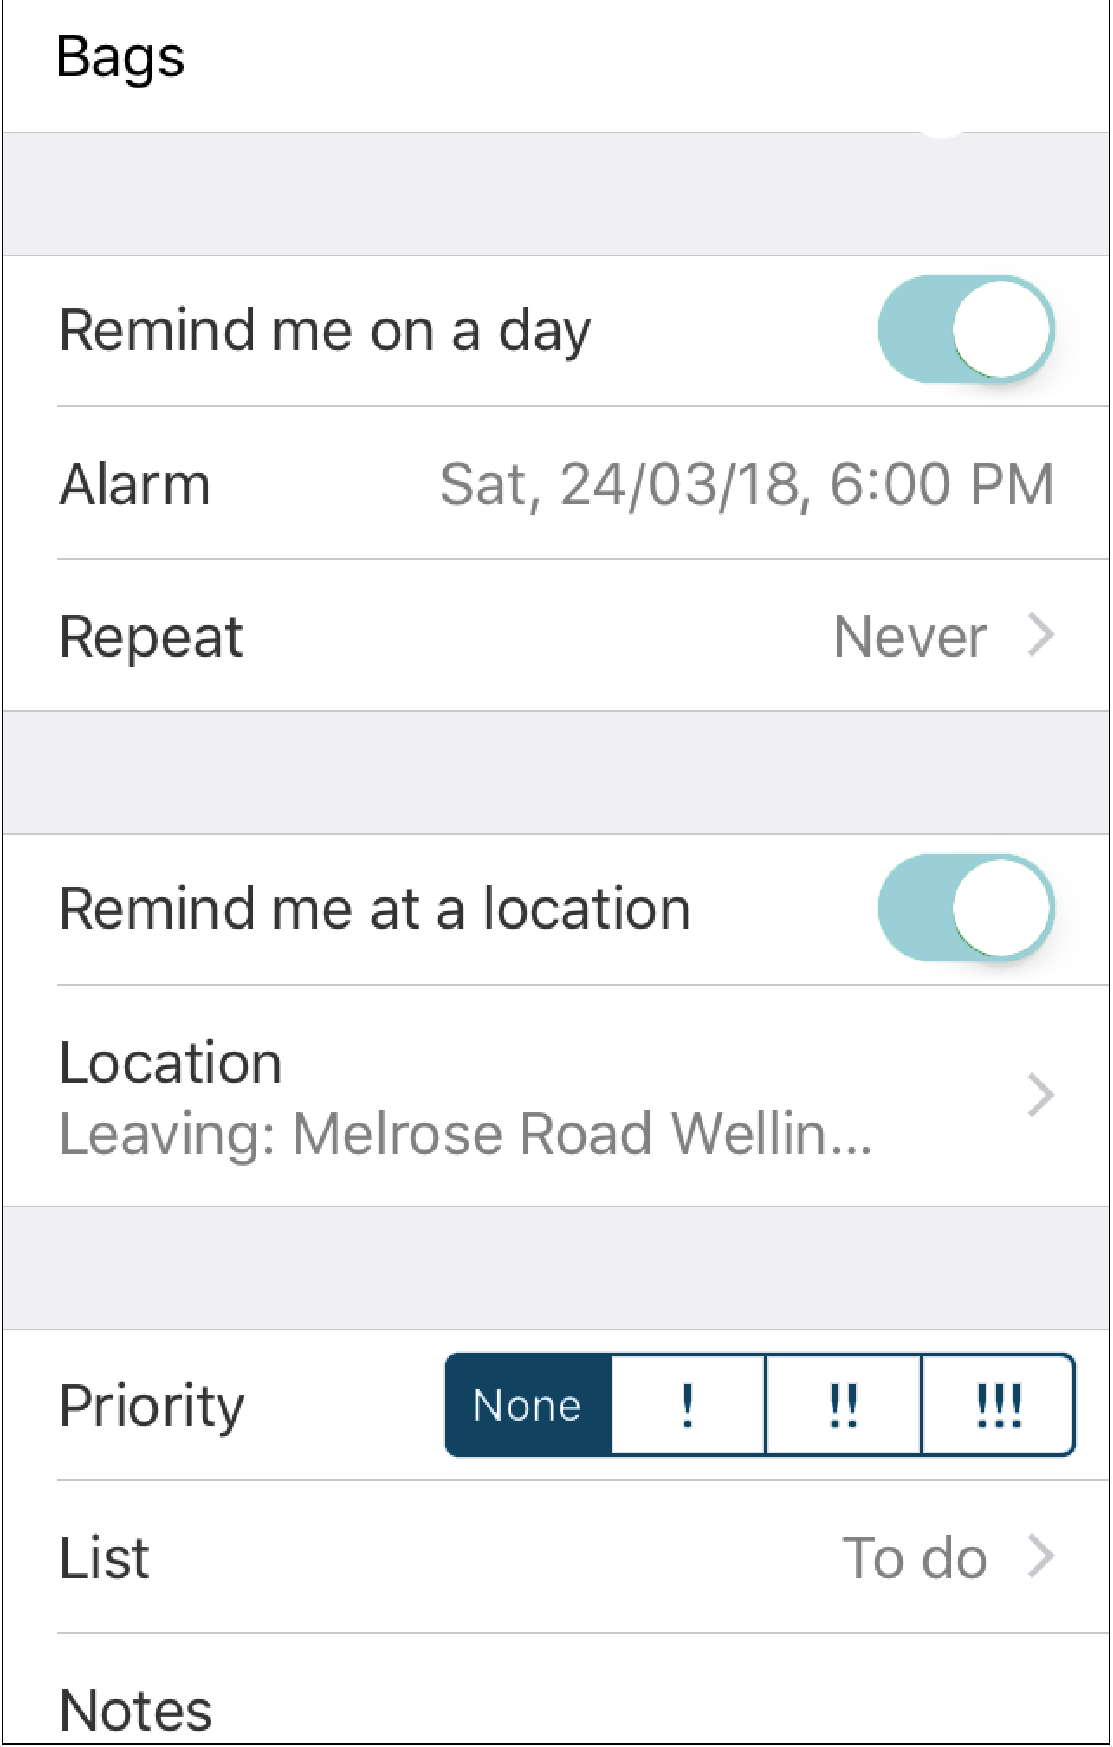 Bags
Remind me on a day
Alarm Sat, 24/03/18, 6:00 PM
Repeat Never
Remind me at a location
Location
Leaving: Melrose Road Wellin...
Priority None ! !! !!!
List To do
Notes